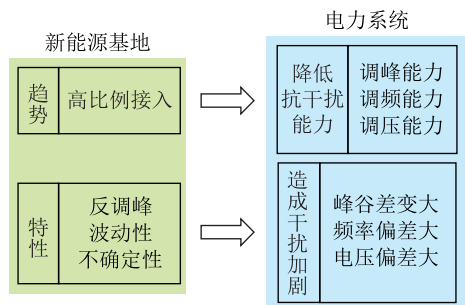 新能源基地
趋势
高比例接入
特性
反调峰
波动性
不确定性
电力系统
降低
抗干扰
能力
调峰能力
调频能力
调压能力
造成干扰加剧
峰谷差变大
频率偏差大
电压偏差大